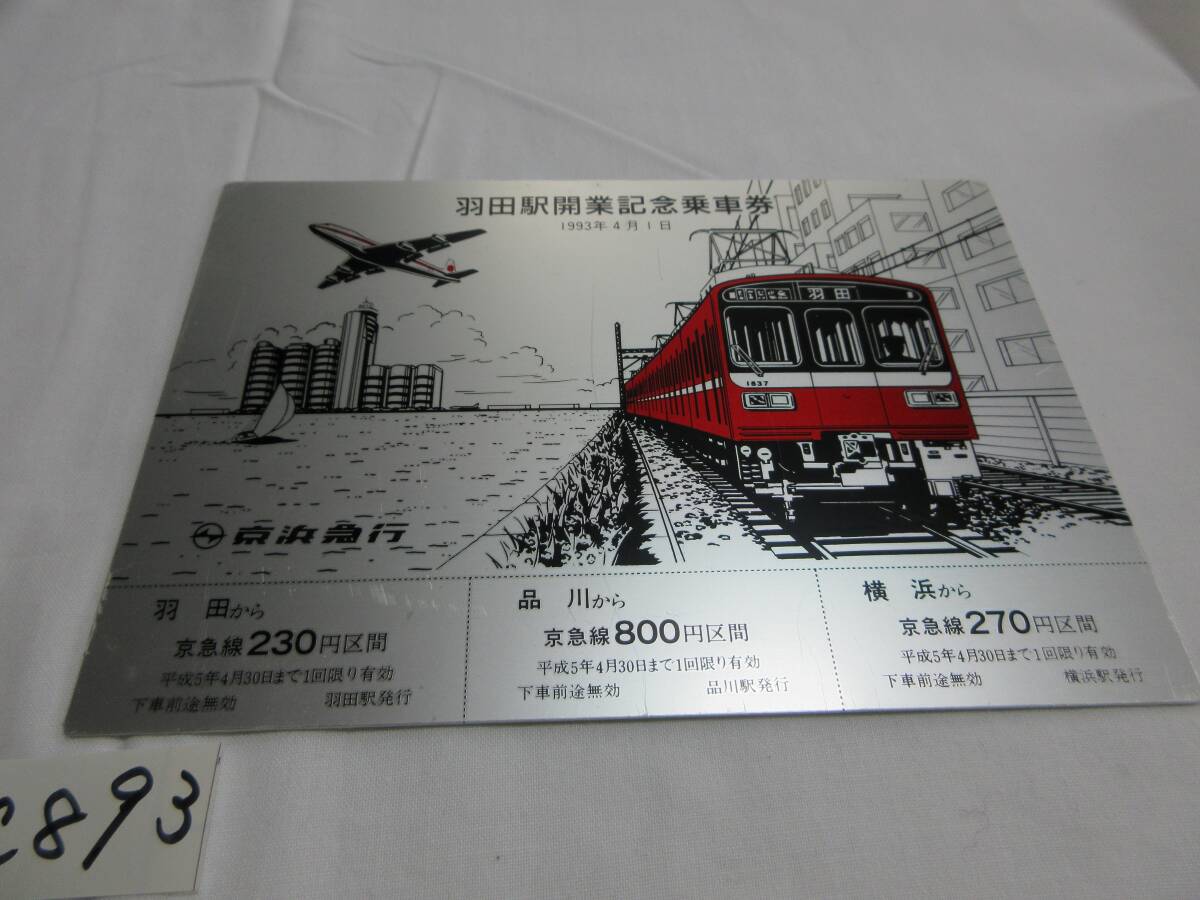 羽田駅開業記念乗車券
1993年4月1日
羽田
1637
京浜急行
羽田から
京急線230円区間
平成5年4月30日まで1回限り有効
下車前途無効 羽田駅発行
品川から
京急線800円区間
平成5年4月30日まで1回限り有効
下車前途無効 品川駅発行
横浜から
京急線270円区間
平成5年4月30日まで1回限り有効
下車前途無効 横浜駅発行
893